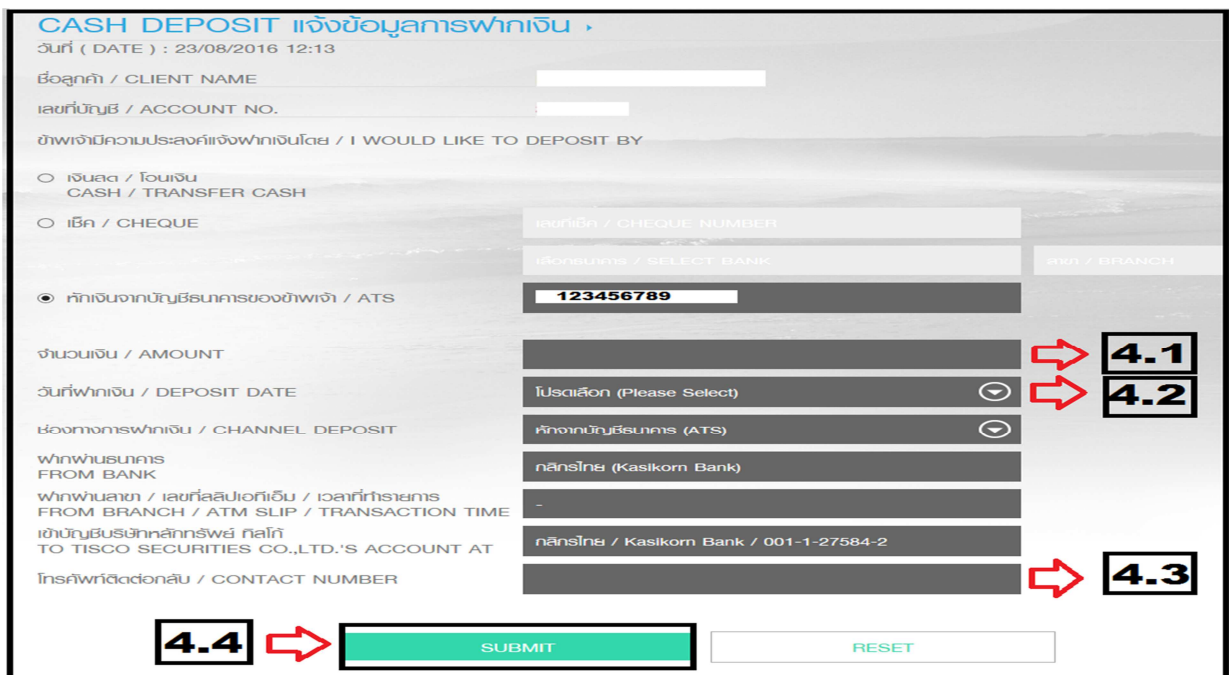 CASH DEPOSIT แจ้งข้อมูลการฝากเงิน
วันที่ ( DATE ) : 23/08/2016 12:13
ชื่อลูกค้า / CLIENT NAME
เลขที่บัญชี / ACCOUNT NO.
ข้าพเจ้ามีความประสงค์แจ้งฝากเงินโดย / I WOULD LIKE TO DEPOSIT BY
เงินสด / โอนเงิน
CASH / TRANSFER CASH
เช็ค / CHEQUE เลขที่เช็ค / CHEQUE NUMBER
เลือกธนาคาร / SELECT BANK สาขา / BRANCH
หักเงินจากบัญชีธนาคารของข้าพเจ้า / ATS 123456789
จำนวนเงิน / AMOUNT 4.1
วันที่ฝากเงิน / DEPOSIT DATE โปรดเลือก (Please Select) 4.2
ช่องทางการฝากเงิน / CHANNEL DEPOSIT หักจากบัญชีธนาคาร (ATS)
ฝากผ่านธนาคาร
FROM BANK กสิกรไทย (Kasikorn Bank)
ฝากผ่านสาขา / เลขที่สลิปเอทีเอ็ม / เวลาที่ทำรายการ
FROM BRANCH / ATM SLIP / TRANSACTION TIME -
เข้าบัญชีบริษัทหลักทรัพย์ ทิสโก้
TO TISCO SECURITIES CO.,LTD.'S ACCOUNT AT กสิกรไทย / Kasikorn Bank / 001-1-27584-2
โทรศัพท์ติดต่อกลับ / CONTACT NUMBER 4.3
4.4 SUBMIT RESET